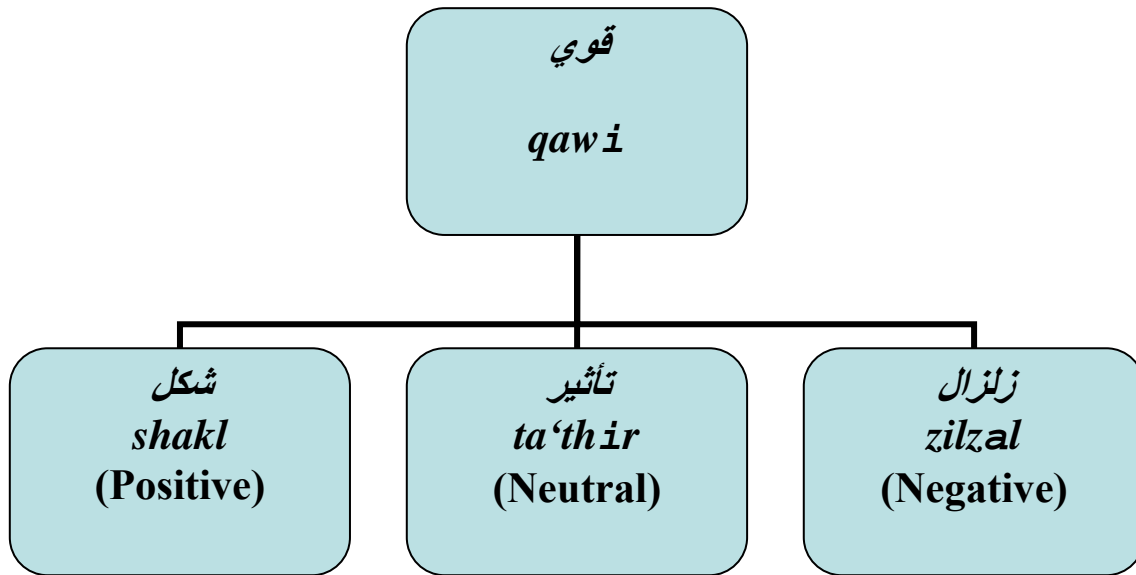 قوي
qawi
شكل
shakl
(Positive)
تأثير
ta‘thir
(Neutral)
زلزال
zilzal
(Negative)